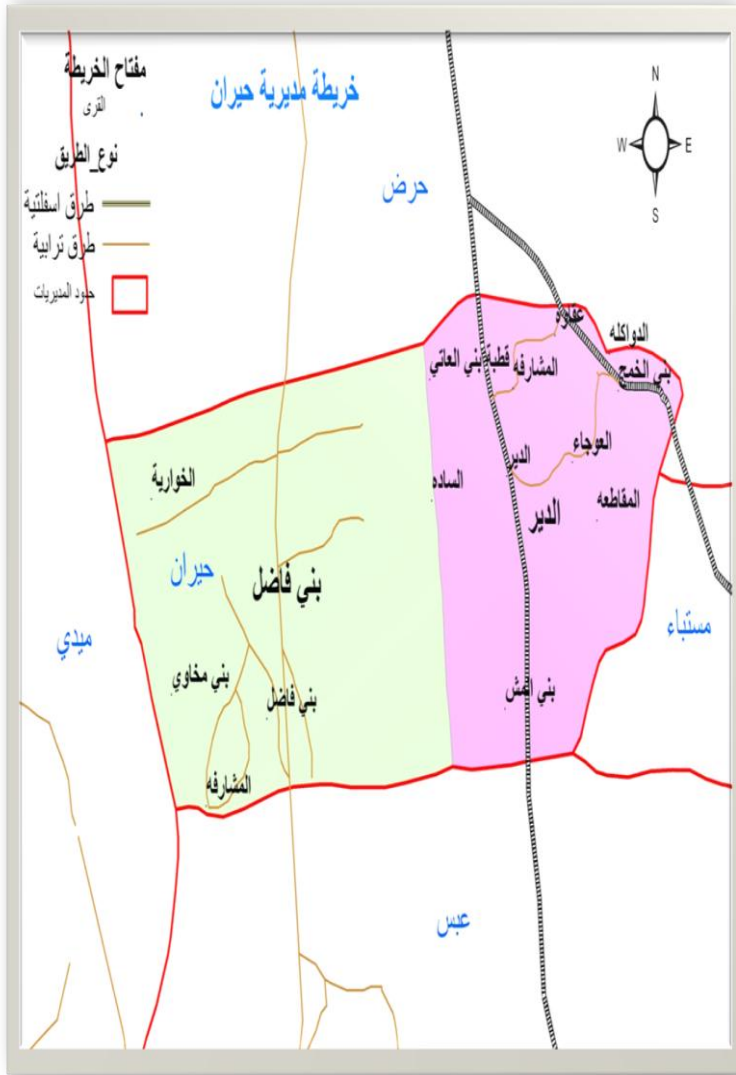 خريطة مديرية حيران
مفتاح الخريطة
القرى
نوع_الطريق
طرق اسفلتية
طرق ترابية
حدود المديريات
N
W
E
S
حرض
عقاوة
الدواكله
بني الخمج
المشارفه
قطبة
بني العاتي
العوجاء
الدير
الساده
المقاطعه
الدير
الخوارية
حيران
بني فاضل
ميدي
مستباء
بني مخاوي
بني فاضل
بني المش
المشارفه
عبس